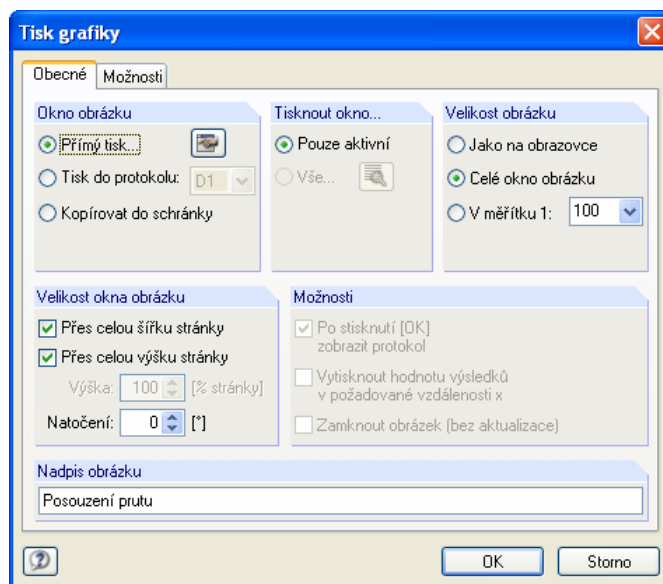 Tisk grafiky
Obecné
Možnosti
Okno obrázku
Přímý tisk...
Tisk do protokolu: D1
Kopírovat do schránky
Tisknout okno...
Pouze aktivní
Vše...
Velikost obrázku
Jako na obrazovce
Celé okno obrázku
V měřítku 1: 100
Velikost okna obrázku
Přes celou šířku stránky
Přes celou výšku stránky
Výška: 100 [% stránky]
Natočení: 0 [°]
Možnosti
Po stisknutí [OK]
zobrazit protokol
Vytisknout hodnotu výsledků
v požadované vzdálenosti x
Zamknout obrázek (bez aktualizace)
Nadpis obrázku
Posouzení prutu
OK
Storno